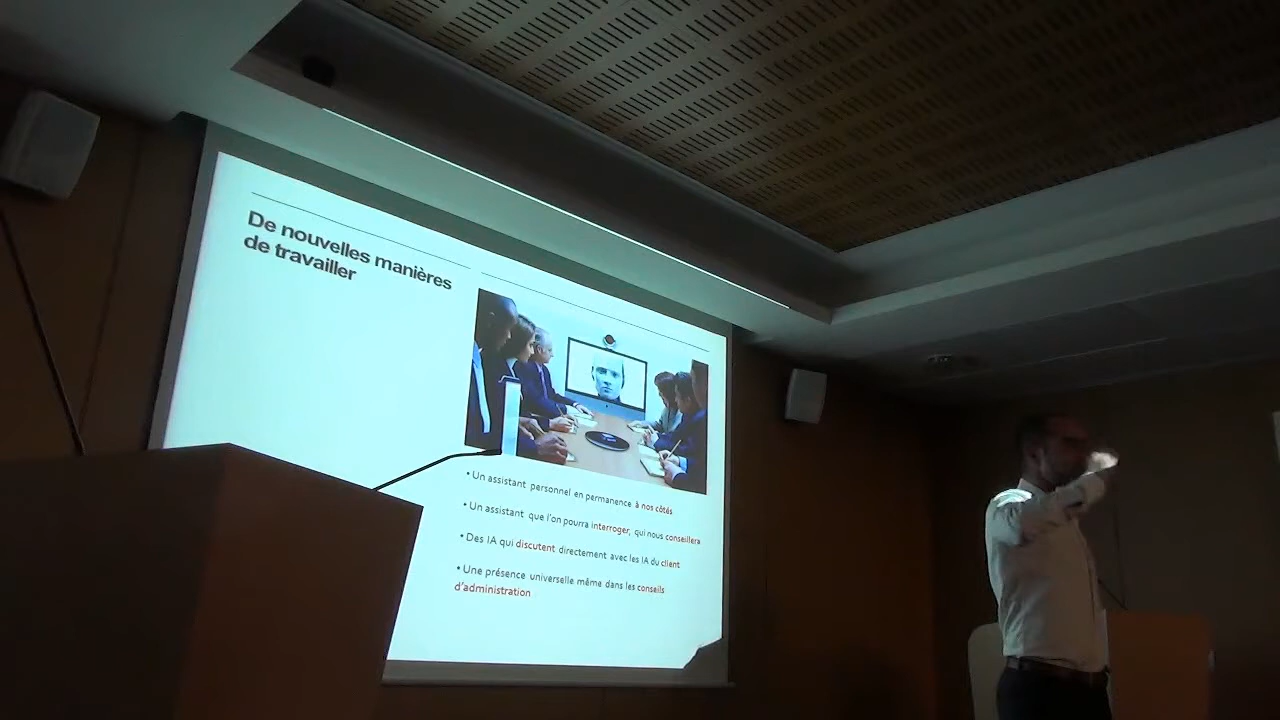 De nouvelles manières
de travailler
• Un assistant personnel en permanence à nos côtés
• Un assistant que l'on pourra interroger, qui nous conseillera
• Des IA qui discutent directement avec les IA du client
• Une présence universelle même dans les conseils
d'administration